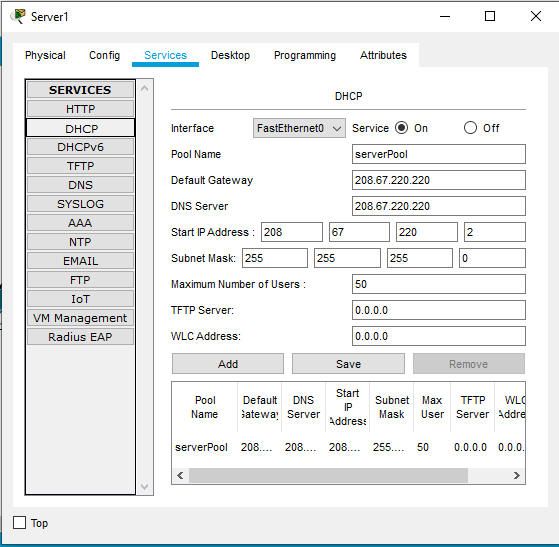 Server1
Physical Config Services Desktop Programming Attributes
SERVICES
HTTP
DHCP
DHCPv6
TFTP
DNS
SYSLOG
AAA
NTP
EMAIL
FTP
IoT
VM Management
Radius EAP
DHCP
Interface FastEthernet0 Service On Off
Pool Name serverPool
Default Gateway 208.67.220.220
DNS Server 208.67.220.220
Start IP Address : 208 67 220 2
Subnet Mask: 255 255 255 0
Maximum Number of Users : 50
TFTP Server: 0.0.0.0
WLC Address: 0.0.0.0
Add Save Remove
Pool Name Default Gateway DNS Server Start IP Address Subnet Mask Max User TFTP Server WLC Addre
serverPool 208.... 208.... 208.... 255.... 50 0.0.0.0 0.0.0.
Top